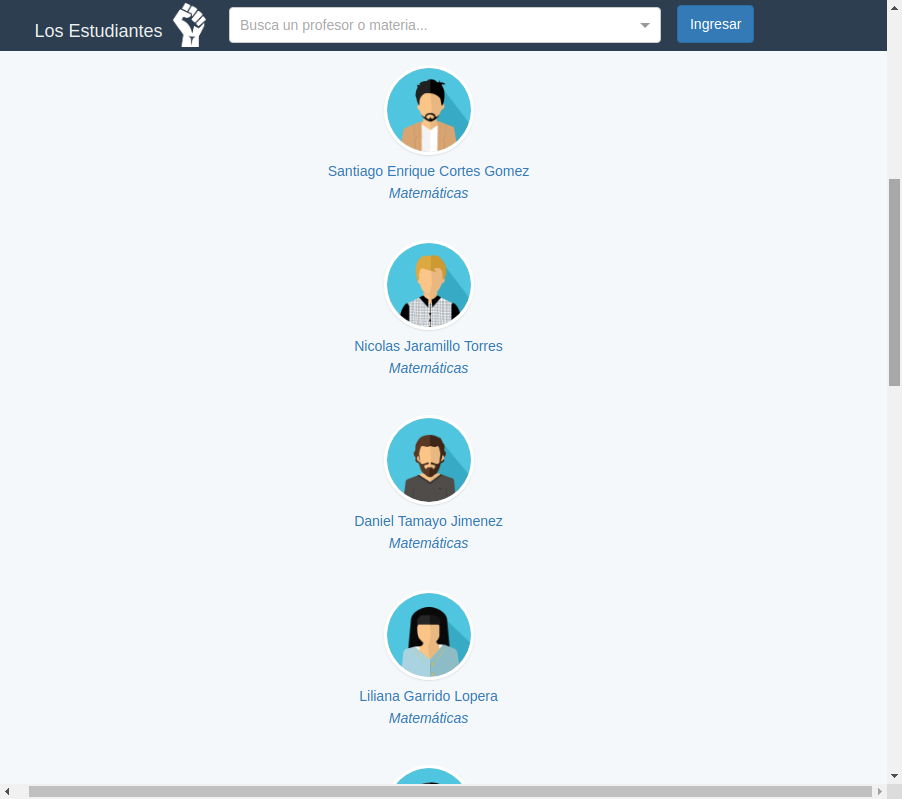 Los Estudiantes
Busca un profesor o materia...
Ingresar
Santiago Enrique Cortes Gomez
Matemáticas
Nicolas Jaramillo Torres
Matemáticas
Daniel Tamayo Jimenez
Matemáticas
Liliana Garrido Lopera
Matemáticas